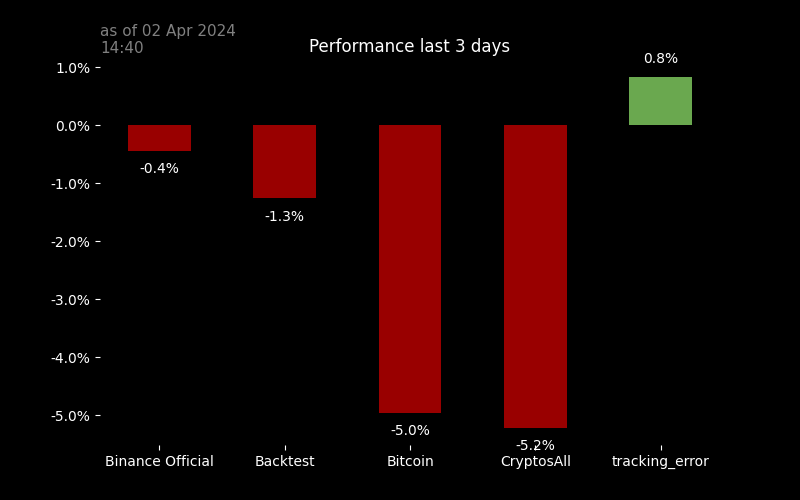 as of 02 Apr 2024
14:40
Performance last 3 days
1.0%
0.0%
-1.0%
-2.0%
-3.0%
-4.0%
-5.0%
-0.4%
-1.3%
-5.0%
-5.2%
0.8%
Binance Official
Backtest
Bitcoin
CryptosAll
tracking_error